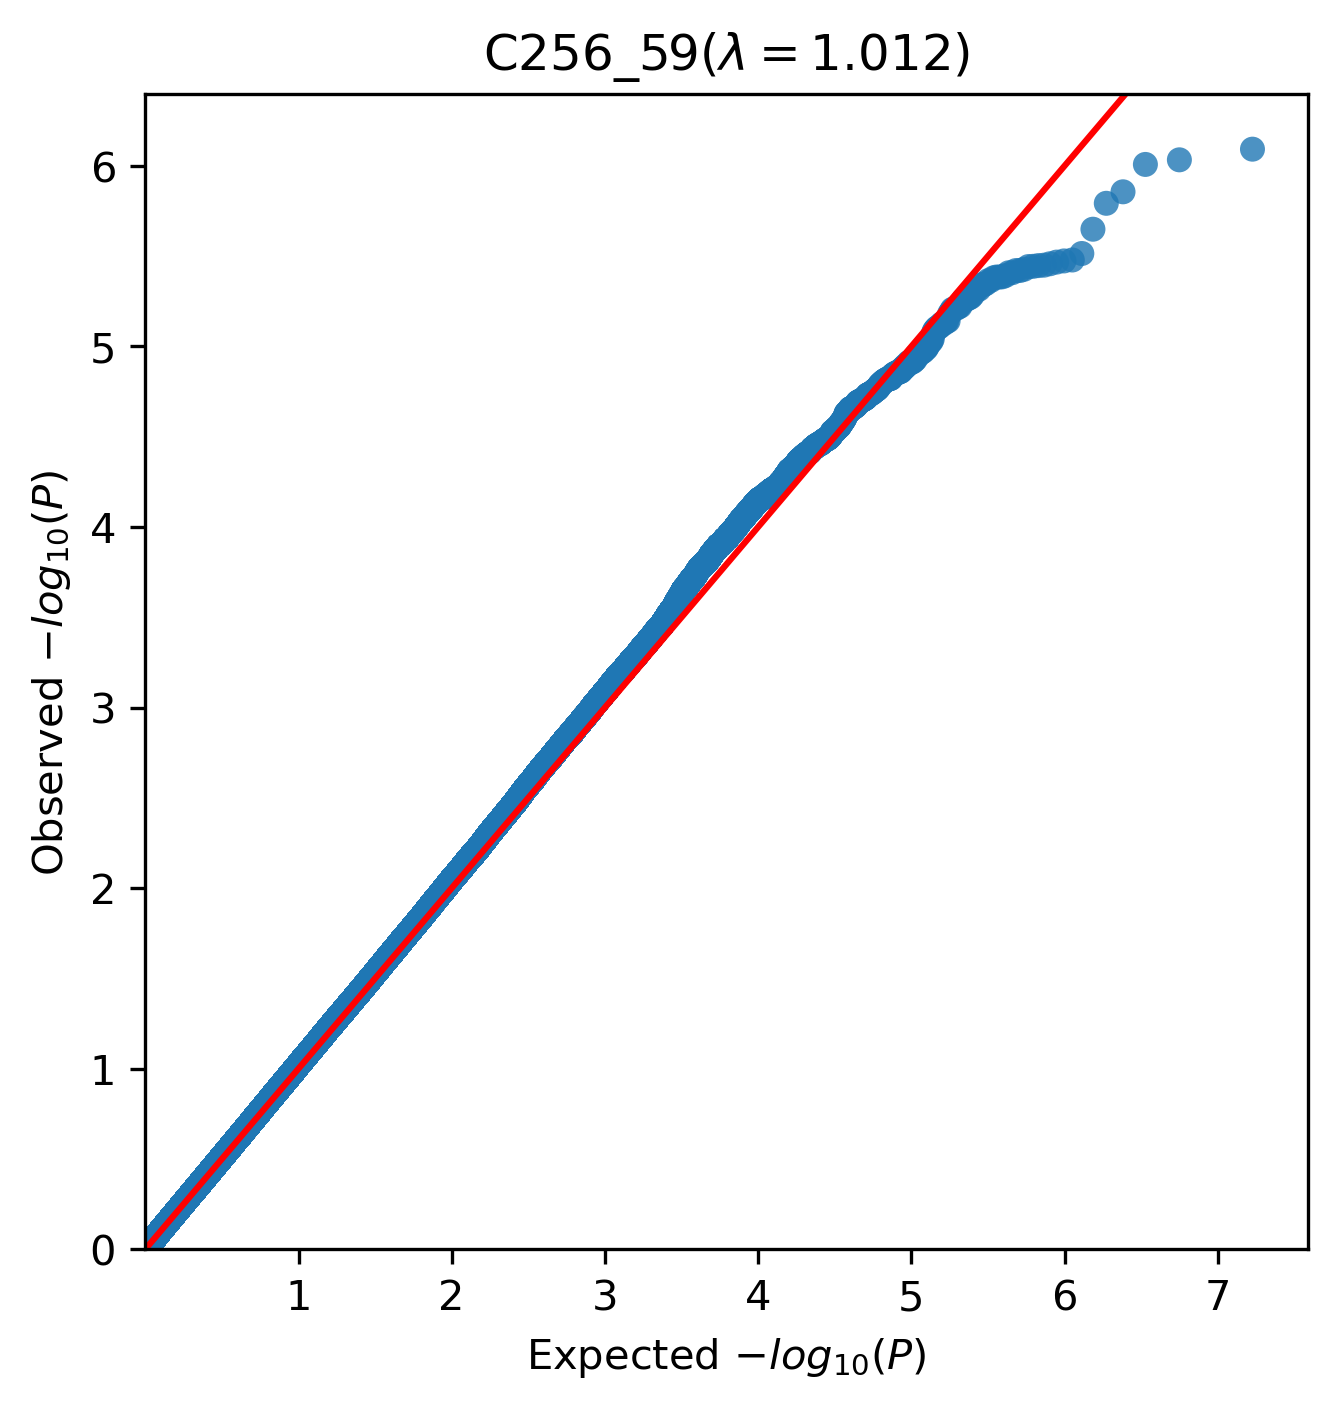 C256_59(λ = 1.012)
Observed −log10(P)
6
5
4
3
2
1
0
1 2 3 4 5 6 7
Expected −log10(P)